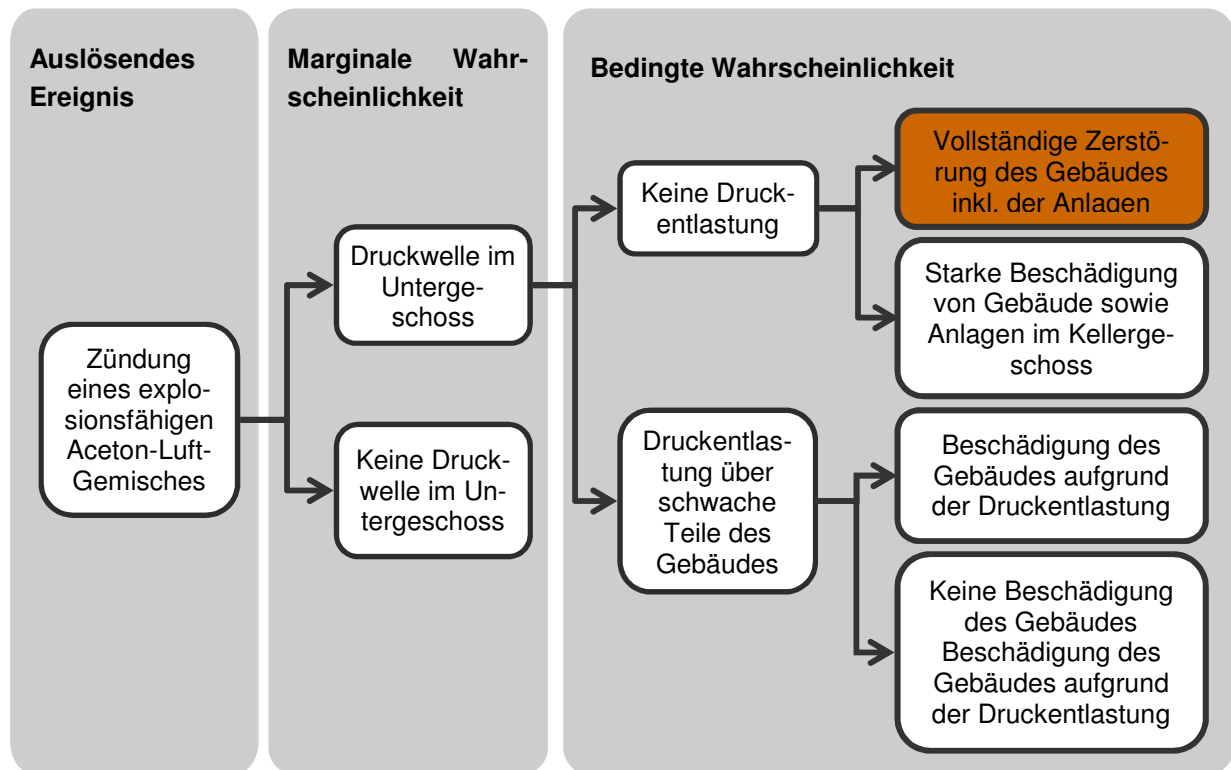 Auslösendes
Ereignis
Marginale Wahr-
scheinlichkeit
Bedingte Wahrscheinlichkeit
Zündung
eines explo-
sionsfähigen
Aceton-Luft-
Gemisches
Druckwelle im
Unterge-
schoss
Keine Druck-
welle im Un-
tergeschoss
Keine Druck-
entlastung
Druckentlas-
tung über
schwache
Teile des
Gebäudes
Vollständige Zerstö-
rung des Gebäudes
inkl. der Anlagen
Starke Beschädigung
von Gebäude sowie
Anlagen im Kellerge-
schoss
Beschädigung des
Gebäudes aufgrund
der Druckentlastung
Keine Beschädigung
des Gebäudes
Beschädigung des
Gebäudes aufgrund
der Druckentlastung